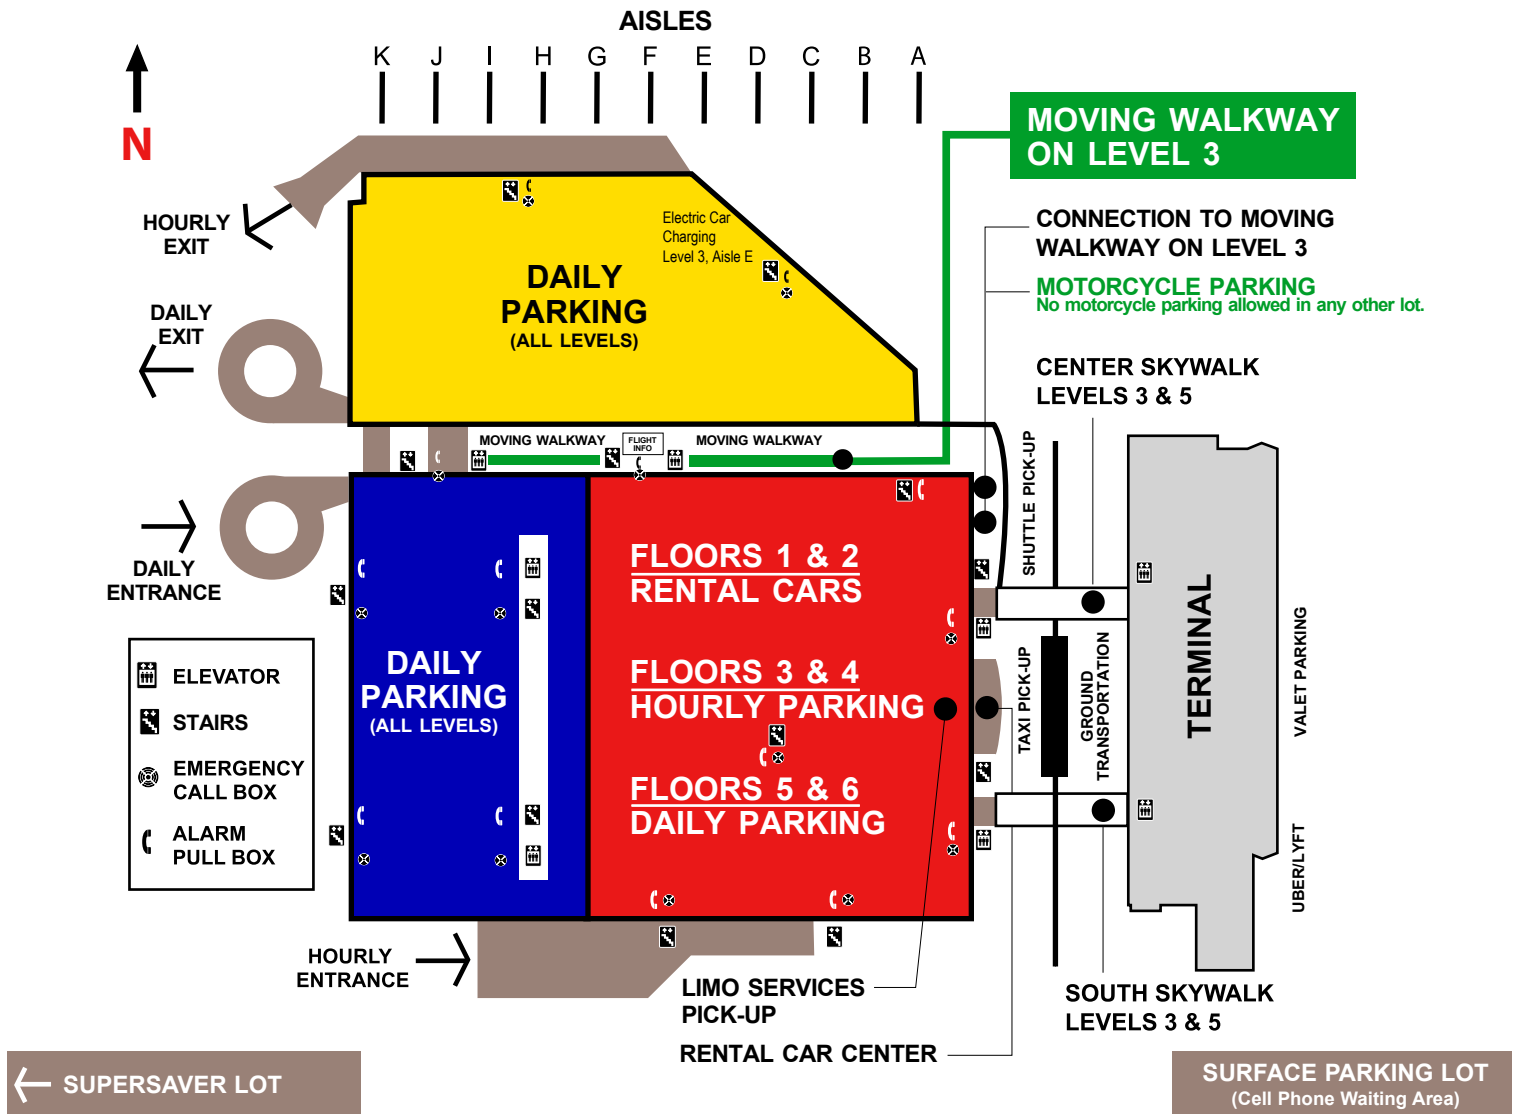 AISLES
K J I H G F E D C B A
N
MOVING WALKWAY
ON LEVEL 3
HOURLY
EXIT
Electric Car
Charging
Level 3, Aisle E
CONNECTION TO MOVING
WALKWAY ON LEVEL 3
DAILY
PARKING
(ALL LEVELS)
MOTORCYCLE PARKING
No motorcycle parking allowed in any other lot.
DAILY
EXIT
CENTER SKYWALK
LEVELS 3 & 5
MOVING WALKWAY
FLIGHT
INFO
MOVING WALKWAY
SHUTTLE PICK-UP
DAILY
ENTRANCE
FLOORS 1 & 2
RENTAL CARS
DAILY
PARKING
(ALL LEVELS)
FLOORS 3 & 4
HOURLY PARKING
FLOORS 5 & 6
DAILY PARKING
TAXI PICK-UP
GROUND
TRANSPORTATION
TERMINAL
VALET PARKING
UBER/LYFT
ELEVATOR
STAIRS
EMERGENCY
CALL BOX
ALARM
PULL BOX
HOURLY
ENTRANCE
LIMO SERVICES
PICK-UP
RENTAL CAR CENTER
SOUTH SKYWALK
LEVELS 3 & 5
SUPERSAVER LOT
SURFACE PARKING LOT
(Cell Phone Waiting Area)